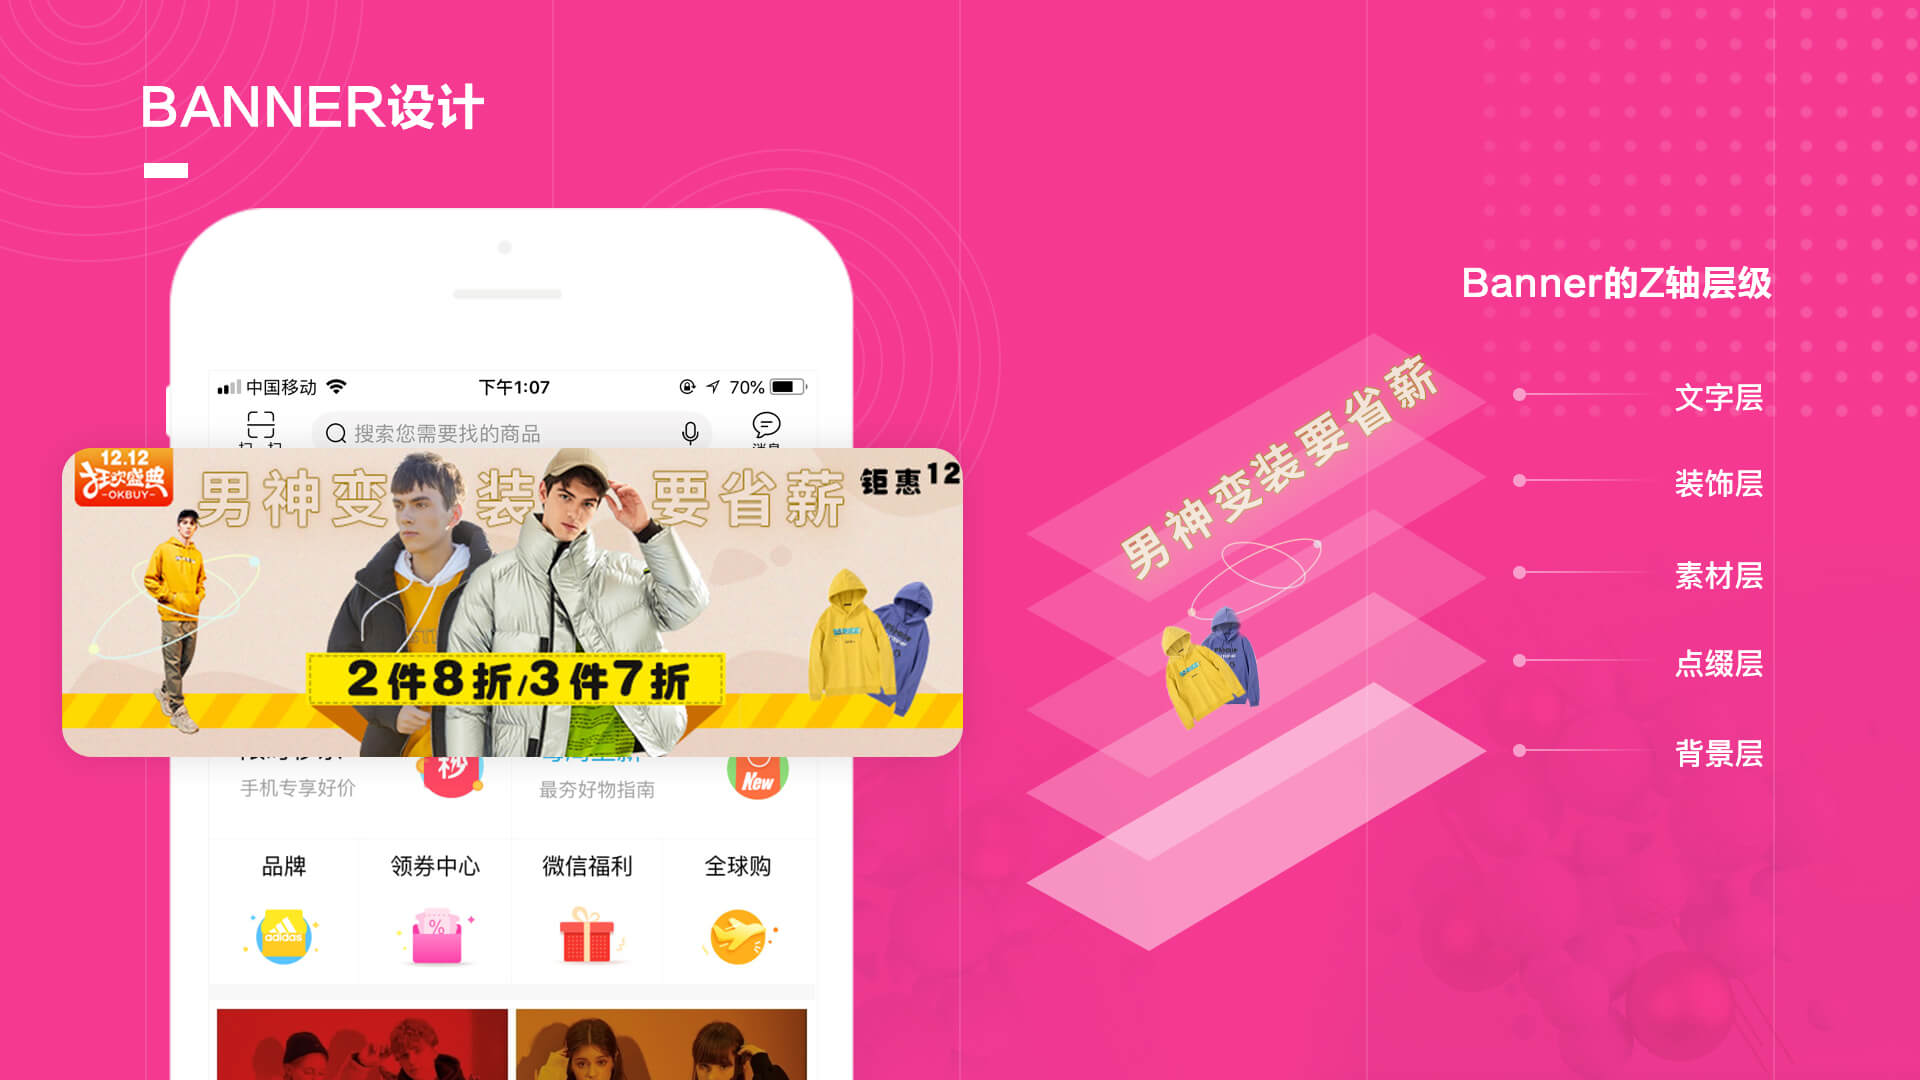 BANNER设计
Banner的Z轴层级
中国移动
下午1:07
70%
搜索您需要找的商品
12.12
狂欢盛典
-OKBUY-
男神变装要省薪
钜惠12
2件8折/3件7折
秒
New
手机专享好价
最夯好物指南
品牌
领券中心
微信福利
全球购
adidas
%
男神变装要省薪
文字层
装饰层
素材层
点缀层
背景层